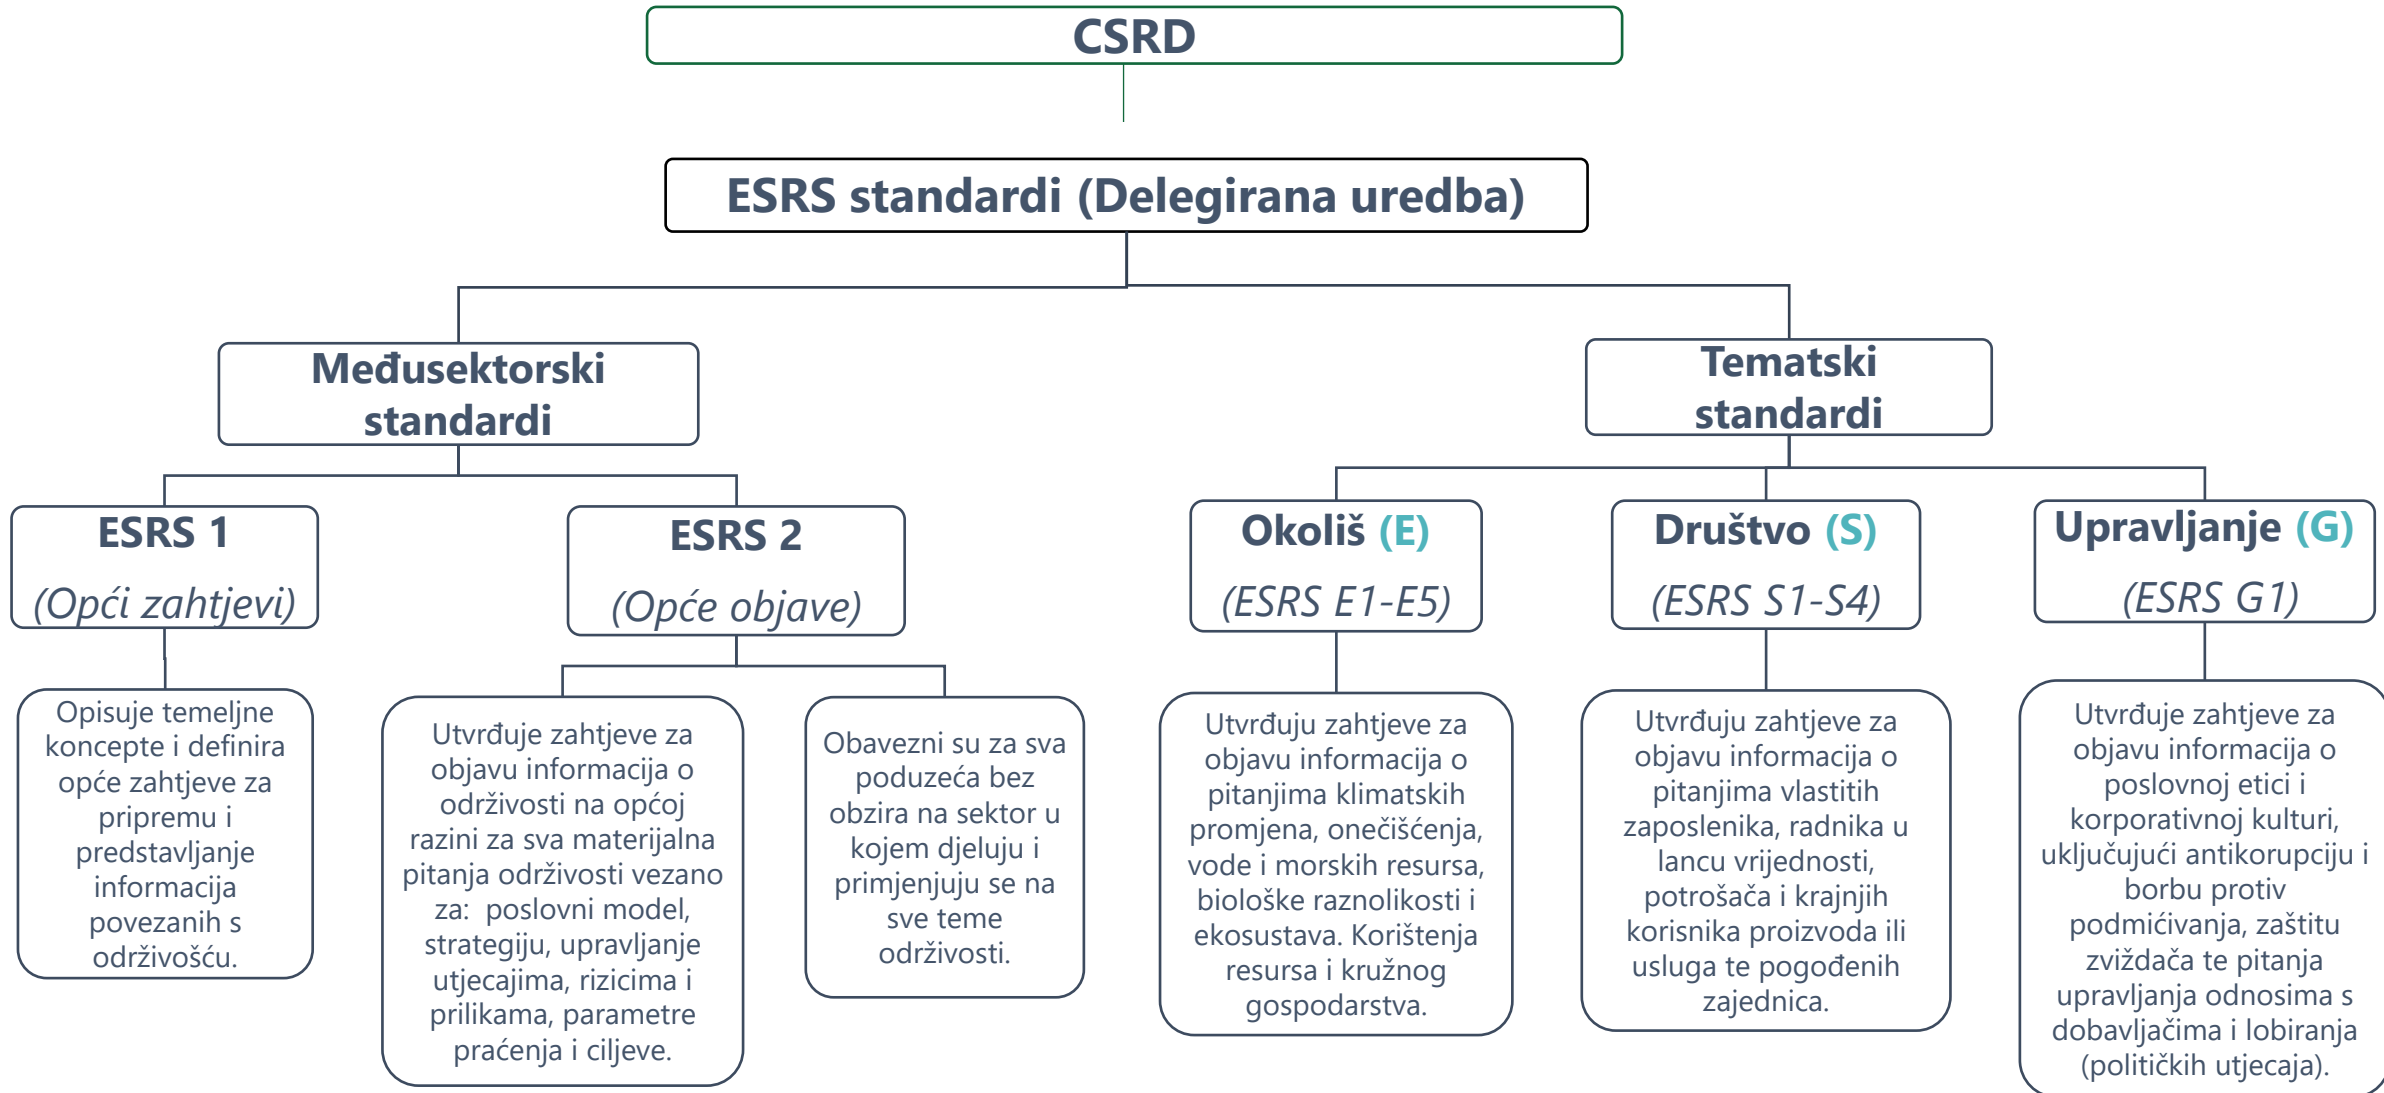 CSRD
ESRS standardi (Delegirana uredba)
Međusektorski
standardi
Tematski
standardi
ESRS 1
(Opći zahtjevi)
ESRS 2
(Opće objave)
Okoliš (E)
(ESRS E1-E5)
Društvo (S)
(ESRS S1-S4)
Upravljanje (G)
(ESRS G1)
Opisuje temeljne
koncepte i definira
opće zahtjeve za
pripremu i
predstavljanje
informacija
povezanih s
održivošću.
Utvrđuje zahtjeve za
objavu informacija o
održivosti na općoj
razini za sva materijalna
pitanja održivosti vezano
za:  poslovni model,
strategiju, upravljanje
utjecajima, rizicima i
prilikama, parametre
praćenja i ciljeve.
Obavezni su za sva
poduzeća bez
obzira na sektor u
kojem djeluju i
primjenjuju se na
sve teme
održivosti.
Utvrđuju zahtjeve za
objavu informacija o
pitanjima klimatskih
promjena, onečišćenja,
vode i morskih resursa,
biološke raznolikosti i
ekosustava. Korištenja
resursa i kružnog
gospodarstva.
Utvrđuju zahtjeve za
objavu informacija o
pitanjima vlastitih
zaposlenika, radnika u
lancu vrijednosti,
potrošača i krajnjih
korisnika proizvoda ili
usluga te pogođenih
zajednica.
Utvrđuje zahtjeve za
objavu informacija o
poslovnoj etici i
korporativnoj kulturi,
uključujući antikorupciju i
borbu protiv
podmićivanja, zaštitu
zviždača te pitanja
upravljanja odnosima s
dobavljačima i lobiranja
(političkih utjecaja).